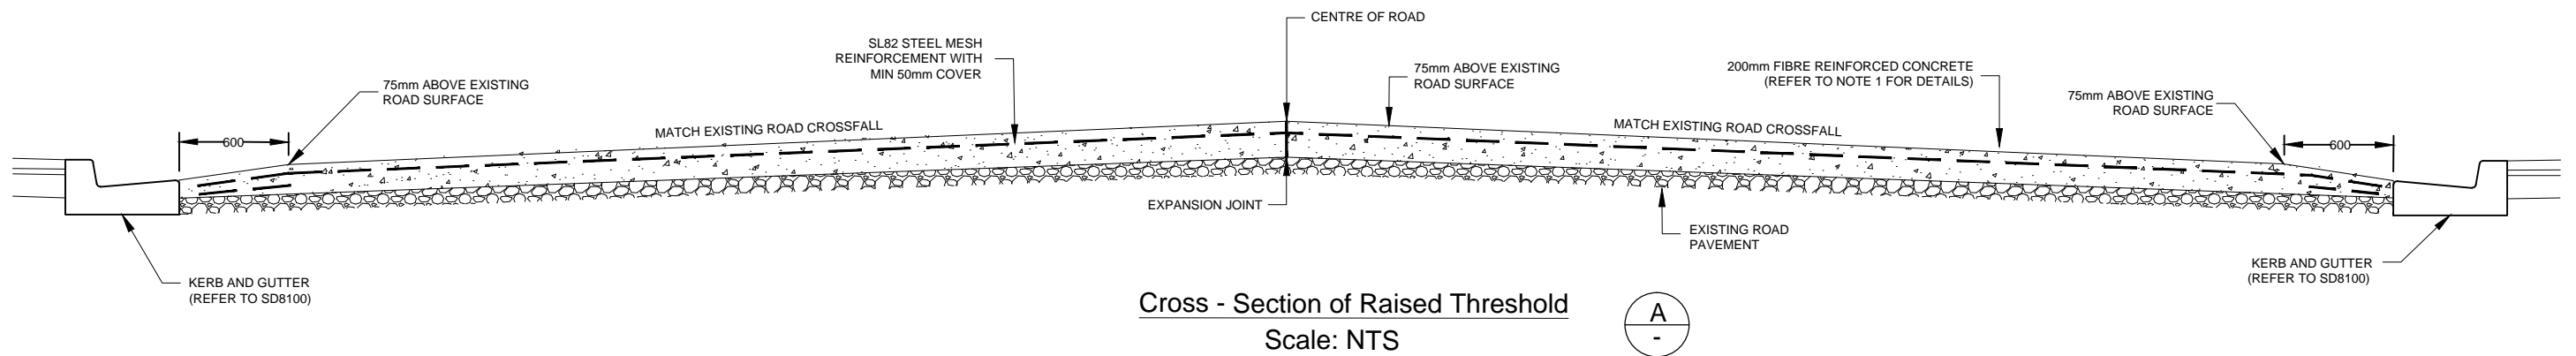 CENTRE OF ROAD
SL82 STEEL MESH
REINFORCEMENT WITH
MIN 50mm COVER
75mm ABOVE EXISTING
ROAD SURFACE
75mm ABOVE EXISTING
ROAD SURFACE
200mm FIBRE REINFORCED CONCRETE
(REFER TO NOTE 1 FOR DETAILS)
75mm ABOVE EXISTING
ROAD SURFACE
600
MATCH EXISTING ROAD CROSSFALL
MATCH EXISTING ROAD CROSSFALL
600
EXPANSION JOINT
EXISTING ROAD
PAVEMENT
KERB AND GUTTER
(REFER TO SD8100)
KERB AND GUTTER
(REFER TO SD8100)
Cross - Section of Raised Threshold
Scale: NTS
A
-